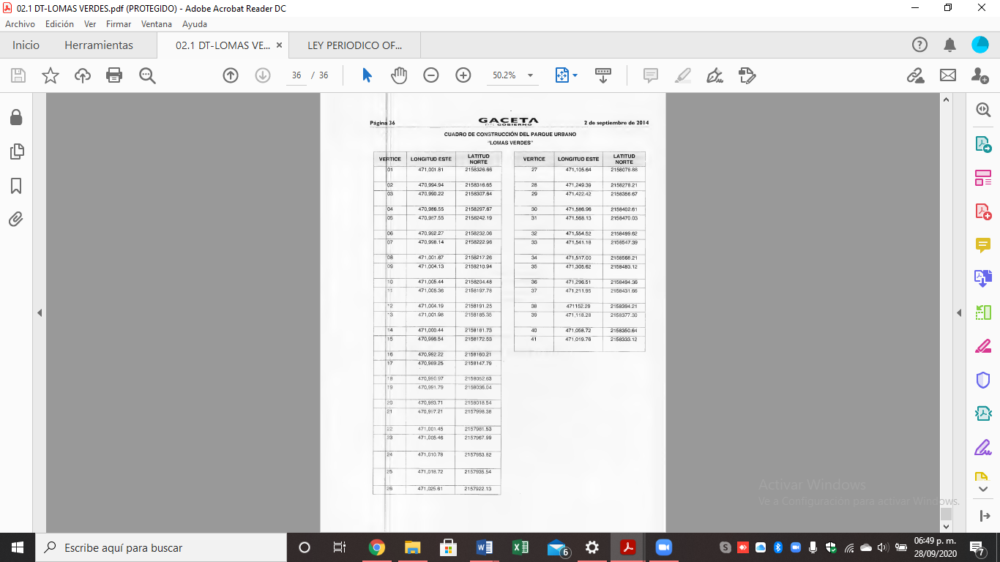 02.1 DT-LOMAS VERDES.pdf (PROTEGIDO) - Adobe Acrobat Reader DC
Archivo Edición Ver Firmar Ventana Ayuda
Inicio Herramientas 02.1 DT-LOMAS VE... × LEY PERIODICO OF...
36 / 36 50.2%
Página 36 GACETA DEL GOBIERNO 2 de septiembre de 2014
CUADRO DE CONSTRUCCIÓN DEL PARQUE URBANO
"LOMAS VERDES"
VERTICE LONGITUD ESTE LATITUD NORTE
01 471,001.81 2158326.66
02 470,994.94 2158316.65
03 470,990.22 2158307.64
04 470,986.55 2158297.67
05 470,987.55 2158242.19
06 470,992.27 2158232.06
07 470,998.14 2158222.96
08 471,001.67 2158217.26
09 471,004.13 2158210.94
10 471,005.44 2158204.48
11 471,005.36 2158197.78
12 471,004.19 2158191.25
13 471,001.98 2158185.35
14 471,000.44 2158181.73
15 470,996.54 2158172.53
16 470,992.22 2158160.21
17 470,989.25 2158147.79
18 470,990.97 2158052.63
19 470,991.79 2158036.04
20 470,993.71 2158018.54
21 470,997.21 2157998.38
22 471,001.45 2157981.53
23 471,005.46 2157967.99
24 471,010.78 2157953.82
25 471,018.72 2157935.54
26 471,025.61 2157922.13
VERTICE LONGITUD ESTE LATITUD NORTE
27 471,105.64 2158078.88
28 471,249.39 2158278.21
29 471,422.42 2158356.67
30 471,586.96 2158402.61
31 471,568.13 2158470.03
32 471,554.52 2158499.62
33 471,541.18 2158547.39
34 471,517.00 2158568.21
35 471,305.62 2158483.12
36 471,296.51 2158494.36
37 471,211.95 2158431.66
38 471152.29 2158394.21
39 471,118.28 2158377.30
40 471,058.72 2158350.64
41 471,019.76 2158333.12
Activar Windows
Ve a Configuración para activar Windows.
Escribe aquí para buscar
6
06:49 p. m.
28/09/2020
7